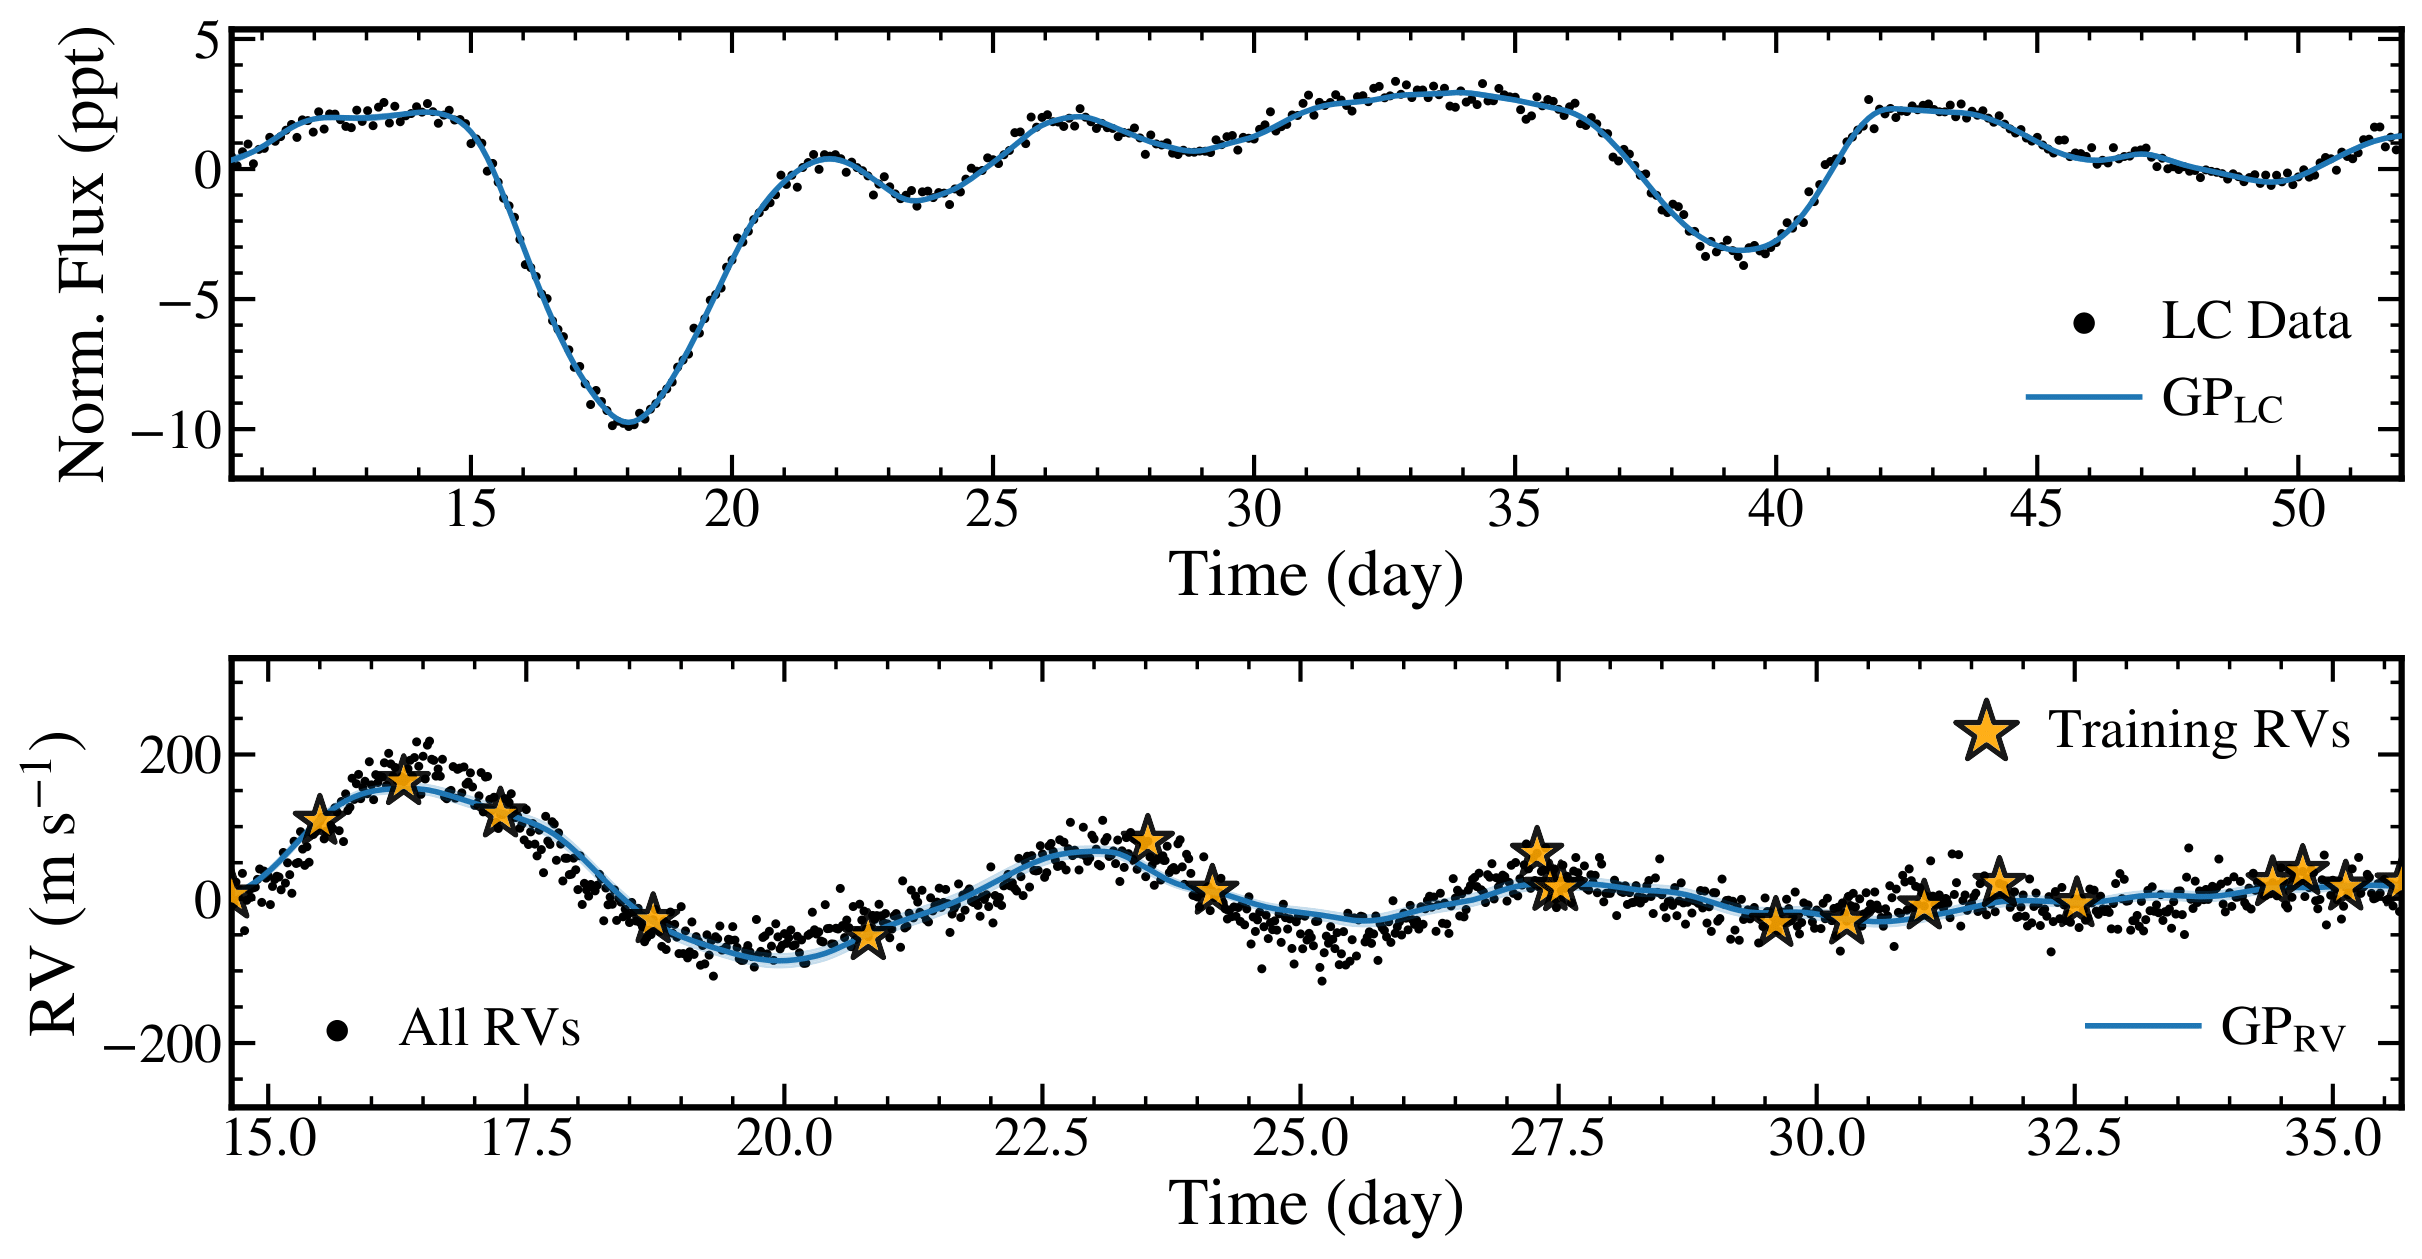 5
0
−5
−10
Norm. Flux (ppt)
LC Data
GP_LC
15 20 25 30 35 40 45 50
Time (day)
200
0
−200
RV (m s⁻¹)
Training RVs
All RVs
GP_RV
15.0 17.5 20.0 22.5 25.0 27.5 30.0 32.5 35.0
Time (day)